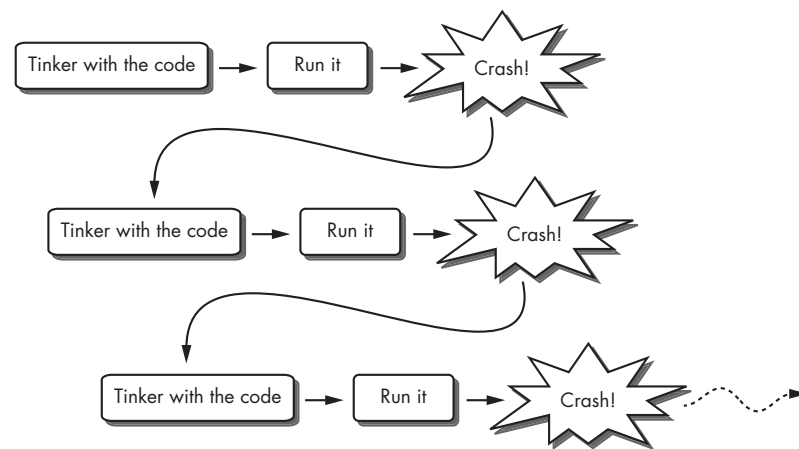 Tinker with the code
Run it
Crash!
Tinker with the code
Run it
Crash!
Tinker with the code
Run it
Crash!